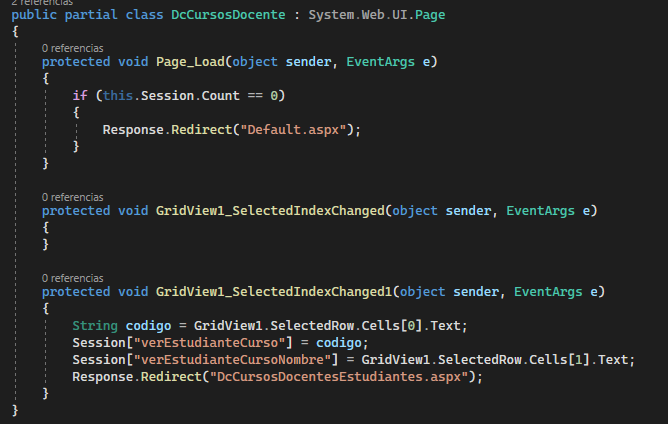 2 referencias
public partial class DcCursosDocente : System.Web.UI.Page
{
0 referencias
protected void Page_Load(object sender, EventArgs e)
{
if (this.Session.Count == 0)
{
Response.Redirect("Default.aspx");
}
}
0 referencias
protected void GridView1_SelectedIndexChanged(object sender, EventArgs e)
{
}
0 referencias
protected void GridView1_SelectedIndexChanged1(object sender, EventArgs e)
{
String codigo = GridView1.SelectedRow.Cells[0].Text;
Session["verEstudianteCurso"] = codigo;
Session["verEstudianteCursoNombre"] = GridView1.SelectedRow.Cells[1].Text;
Response.Redirect("DcCursosDocentesEstudiantes.aspx");
}
}